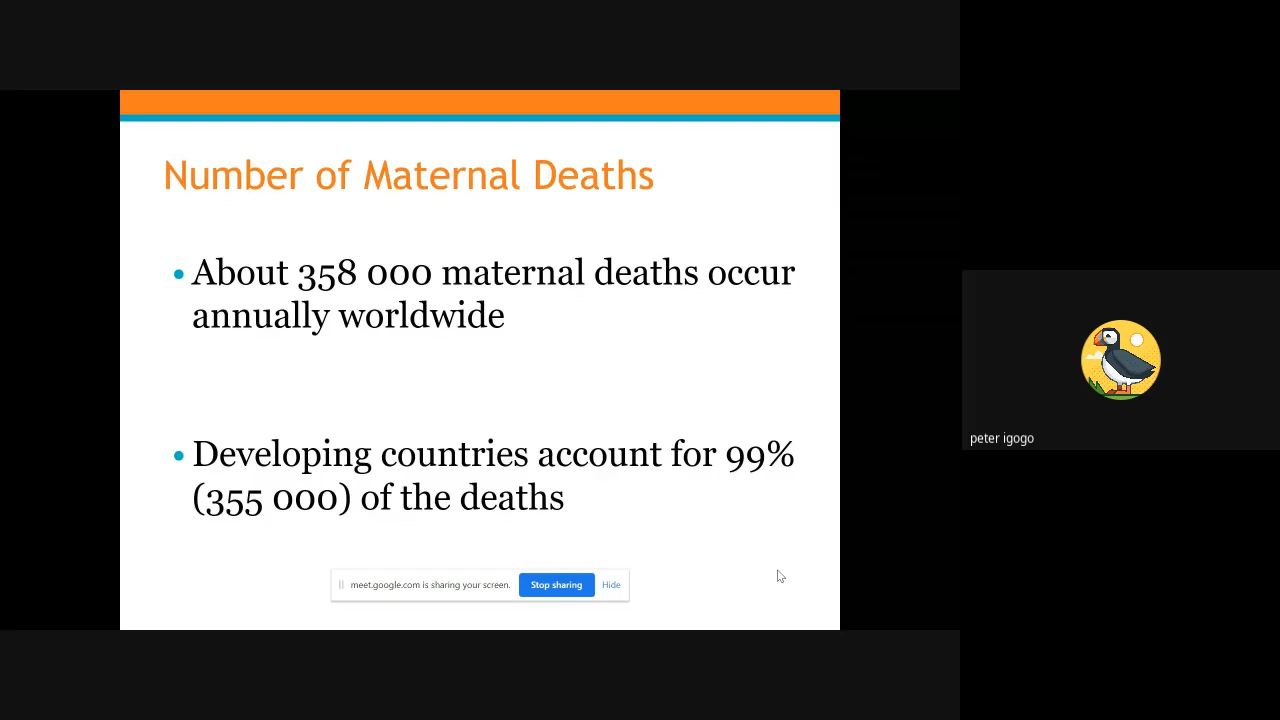 Number of Maternal Deaths
•About 358 000 maternal deaths occur
annually worldwide
•Developing countries account for 99%
(355 000) of the deaths
meet.google.com is sharing your screen. Stop sharing Hide
peter igogo